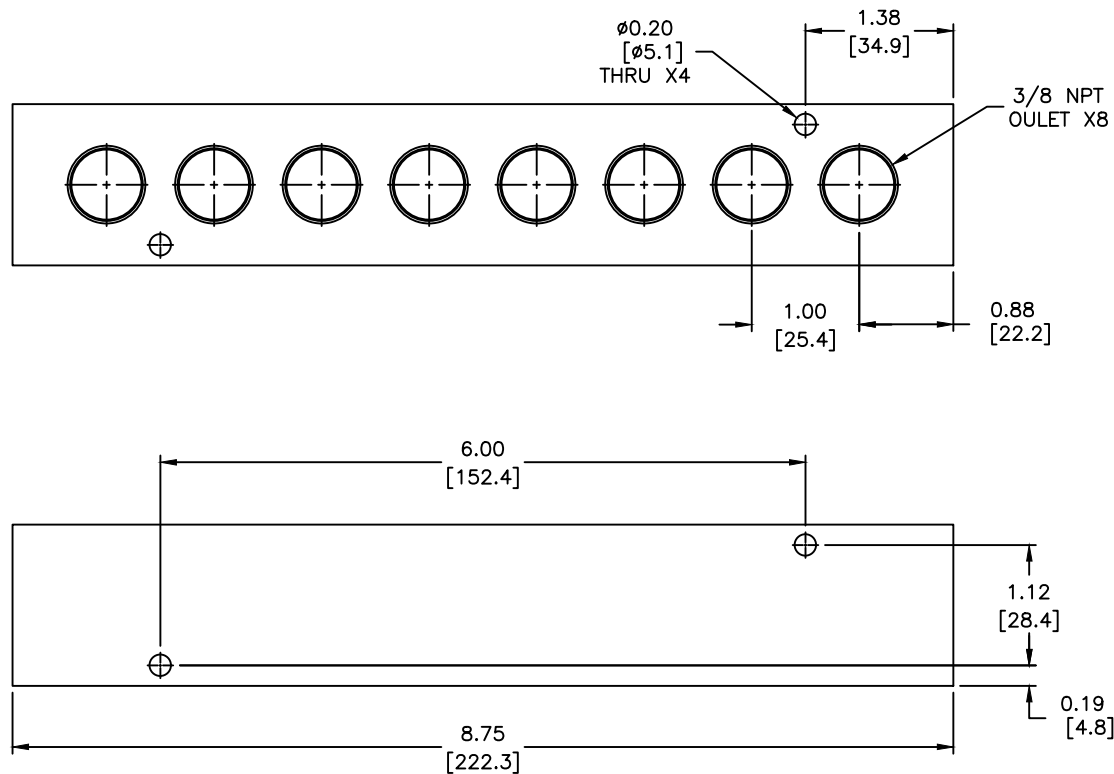 1.38
[34.9]
ø0.20
[ø5.1]
THRU X4
3/8 NPT
OULET X8
1.00
[25.4]
0.88
[22.2]
6.00
[152.4]
1.12
[28.4]
0.19
[4.8]
8.75
[222.3]